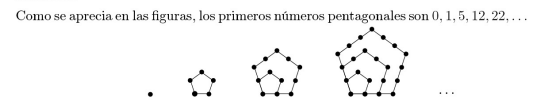 Como se aprecia en las figuras, los primeros números pentagonales son 0, 1, 5, 12, 22, . . .
. . .